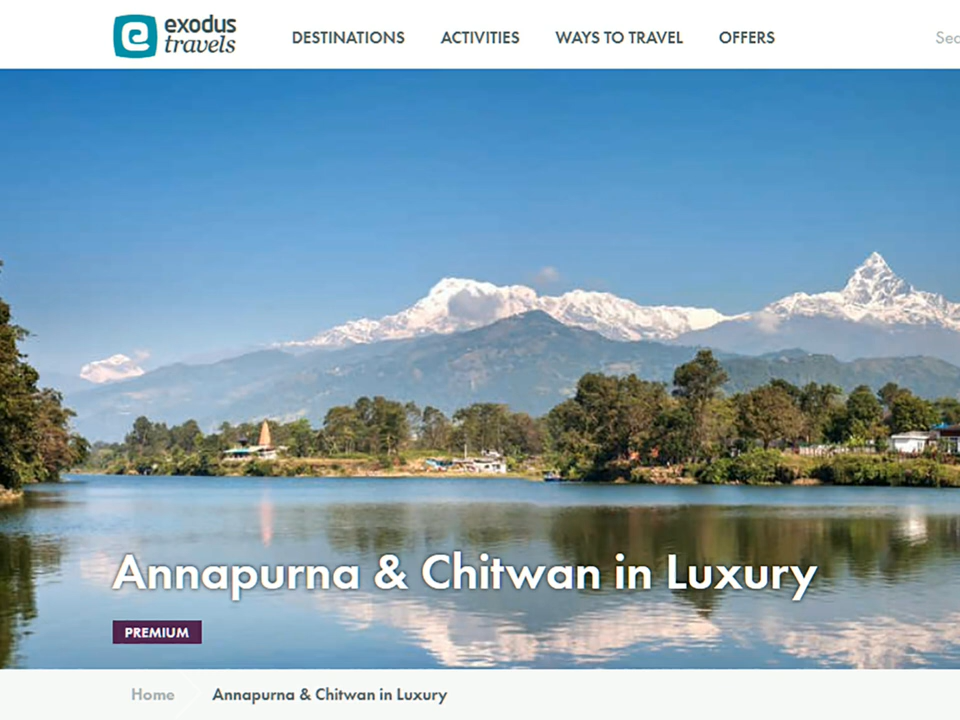 exodus
travels
DESTINATIONS ACTIVITIES WAYS TO TRAVEL OFFERS
Annapurna & Chitwan in Luxury
PREMIUM
Home Annapurna & Chitwan in Luxury